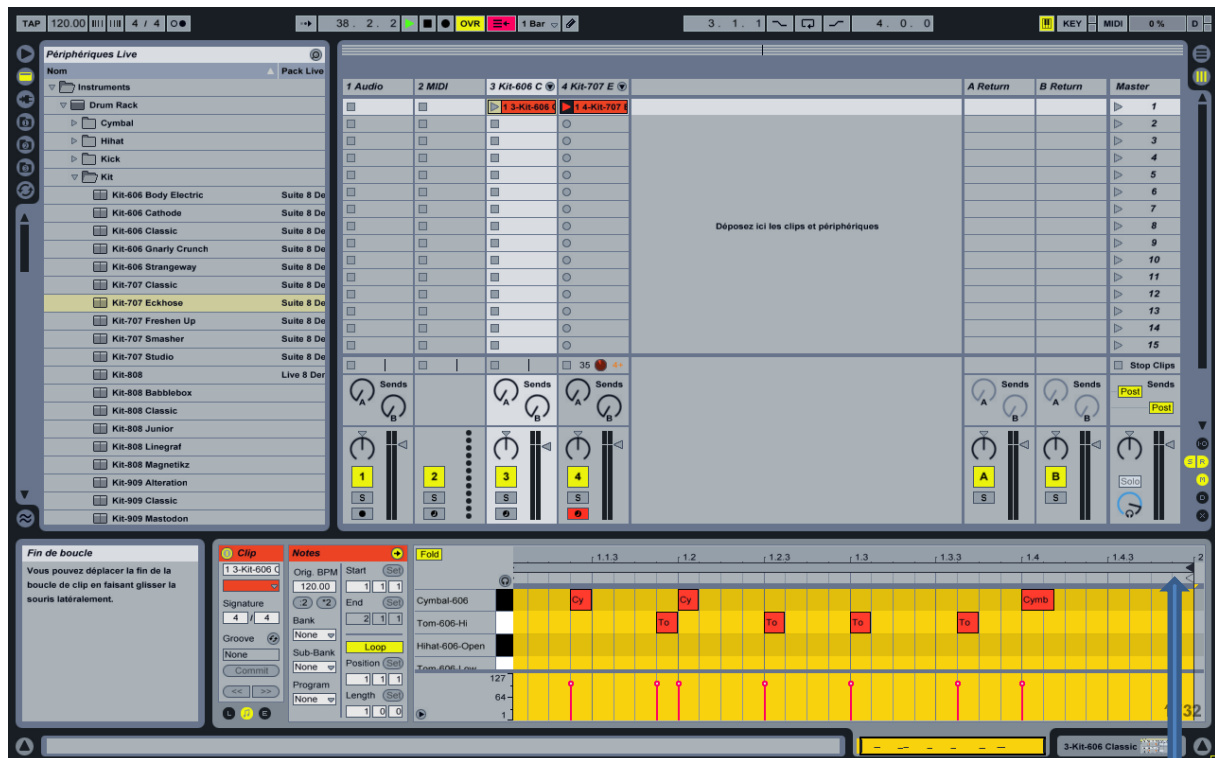 TAP 120.00 4 / 4 38 . 2 . 2 OVR 1 Bar 3 . 1 . 1 4 . 0 . 0 KEY MIDI 0 % D
Périphériques Live
Nom Pack Live
Instruments
Drum Rack
Cymbal
Hihat
Kick
Kit
Kit-606 Body Electric Suite 8 De
Kit-606 Cathode Suite 8 De
Kit-606 Classic Suite 8 De
Kit-606 Gnarly Crunch Suite 8 De
Kit-606 Strangeway Suite 8 De
Kit-707 Classic Suite 8 De
Kit-707 Eckhose Suite 8 De
Kit-707 Freshen Up Suite 8 De
Kit-707 Smasher Suite 8 De
Kit-707 Studio Suite 8 De
Kit-808 Live 8 Der
Kit-808 Babblebox
Kit-808 Classic
Kit-808 Junior
Kit-808 Linegraf
Kit-808 Magnetikz
Kit-909 Alteration
Kit-909 Classic
Kit-909 Mastodon
1 Audio 2 MIDI 3 Kit-606 C 4 Kit-707 E A Return B Return Master
1 3-Kit-606 C 1 4-Kit-707 E 1
2
3
4
5
6
7
Déposez ici les clips et périphériques 8
9
10
11
12
13
14
15
35 Stop Clips
Sends Sends Sends Sends Sends Sends
A B A B A B A B A B Post Post
1 2 3 4 A B Solo
S S S S S S
I·O
S R
M
D
X
Fin de boucle
Vous pouvez déplacer la fin de la
boucle de clip en faisant glisser la
souris latéralement.
Clip
1 3-Kit-606 C
Signature
4 / 4
Groove
None
Commit
<< >>
L E
Notes
Orig. BPM
120.00
:2 *2
Bank
None
Sub-Bank
None
Program
None
Start Set
1 1 1
End Set
2 1 1
Loop
Position Set
1 1 1
Length Set
1 0 0
Fold
1.1.3 1.2 1.2.3 1.3 1.3.3 1.4 1.4.3 2
Cymbal-606 Cy Cy Cymb
Tom-606-Hi To To To To
Hihat-606-Open
Tom-606-Low
127
64
1
32
3-Kit-606 Classic